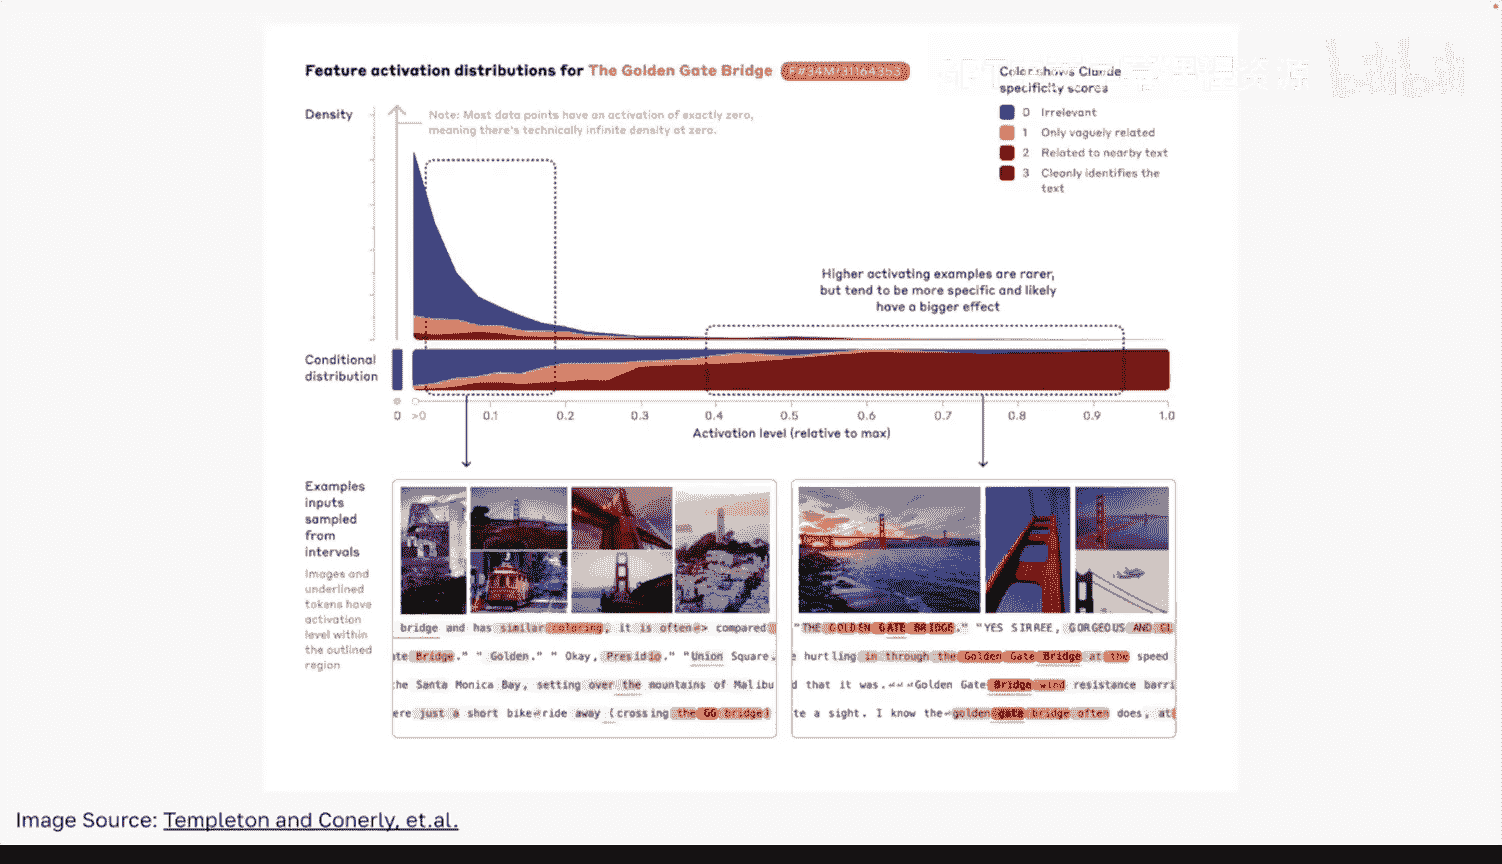 Feature activation distributions for The Golden Gate Bridge F#34M/31164353
Color shows Claude
specificity scores
0 Irrelevant
1 Only vaguely related
2 Related to nearby text
3 Cleanly identifies the
text
Density
Note: Most data points have an activation of exactly zero,
meaning there's technically infinite density at zero.
Higher activating examples are rarer,
but tend to be more specific and likely
have a bigger effect
Conditional
distribution
0 >0 0.1 0.2 0.3 0.4 0.5 0.6 0.7 0.8 0.9 1.0
Activation level (relative to max)
Examples
inputs
sampled
from
intervals
Images and
underlined
tokens have
activation
level within
the outlined
region
bridge and has similar coloring, it is often⏎> compared
te Bridge." " Golden." " Okay, Presidio." "Union Square,
he Santa Monica Bay, setting over the mountains of Malibu
ere just a short bike⏎ride away (crossing the GG bridge)
"THE GOLDEN GATE BRIDGE." "YES SIRREE, GORGEOUS AND
hurtling in through the Golden Gate Bridge at the speed
d that it was.⏎⏎Golden Gate Bridge wind resistance barri
te a sight. I know the⏎golden gate bridge often does, at
Image Source: Templeton and Conerly, et.al.